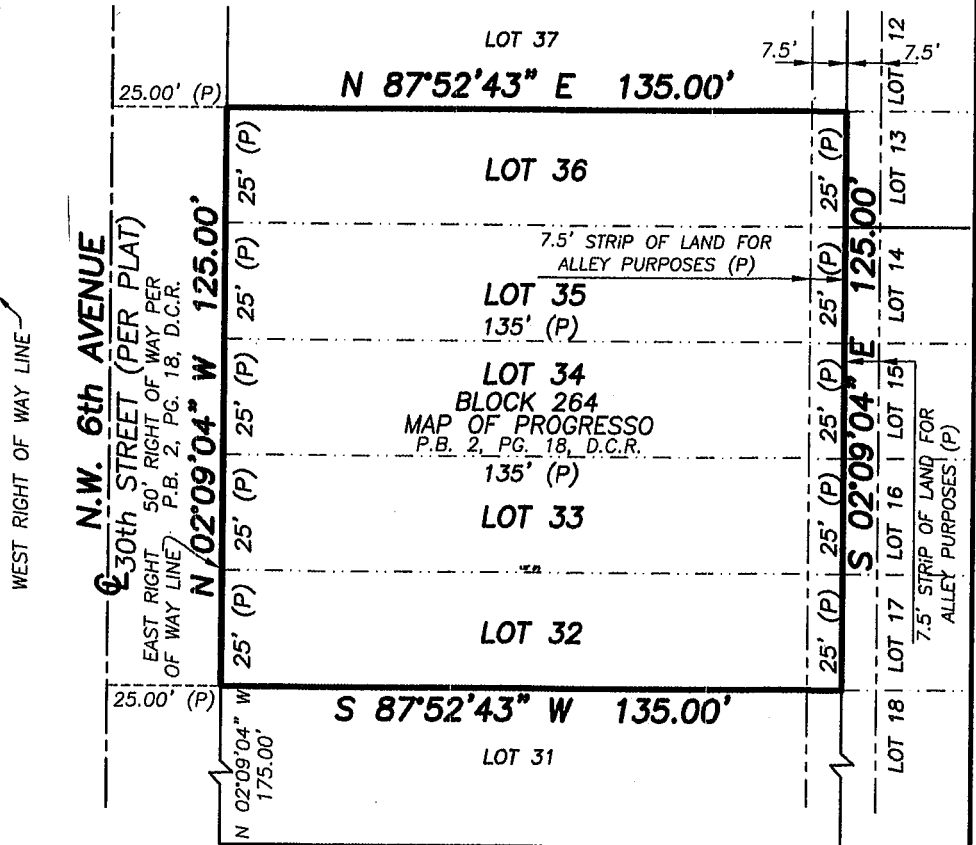 LOT 37
7.5'
7.5'
LOT 12
25.00' (P)
N 87°52'43" E 135.00'
25' (P)
LOT 36
25' (P)
LOT 13
7.5' STRIP OF LAND FOR
ALLEY PURPOSES (P)
25' (P)
LOT 35
135' (P)
25' (P)
LOT 14
WEST RIGHT OF WAY LINE
N.W. 6th AVENUE
℄ 30th STREET (PER PLAT)
50' RIGHT OF WAY PER
P.B. 2, PG. 18, D.C.R.
EAST RIGHT
OF WAY LINE
N 02°09'04" W 125.00'
25' (P)
LOT 34
BLOCK 264
MAP OF PROGRESSO
P.B. 2, PG. 18, D.C.R.
25' (P)
S 02°09'04" E 125.00'
LOT 15
135' (P)
25' (P)
LOT 33
25' (P)
LOT 16
7.5' STRIP OF LAND FOR
ALLEY PURPOSES (P)
25' (P)
LOT 32
25' (P)
LOT 17
25.00' (P)
S 87°52'43" W 135.00'
LOT 18
N 02°09'04" W
175.00'
LOT 31